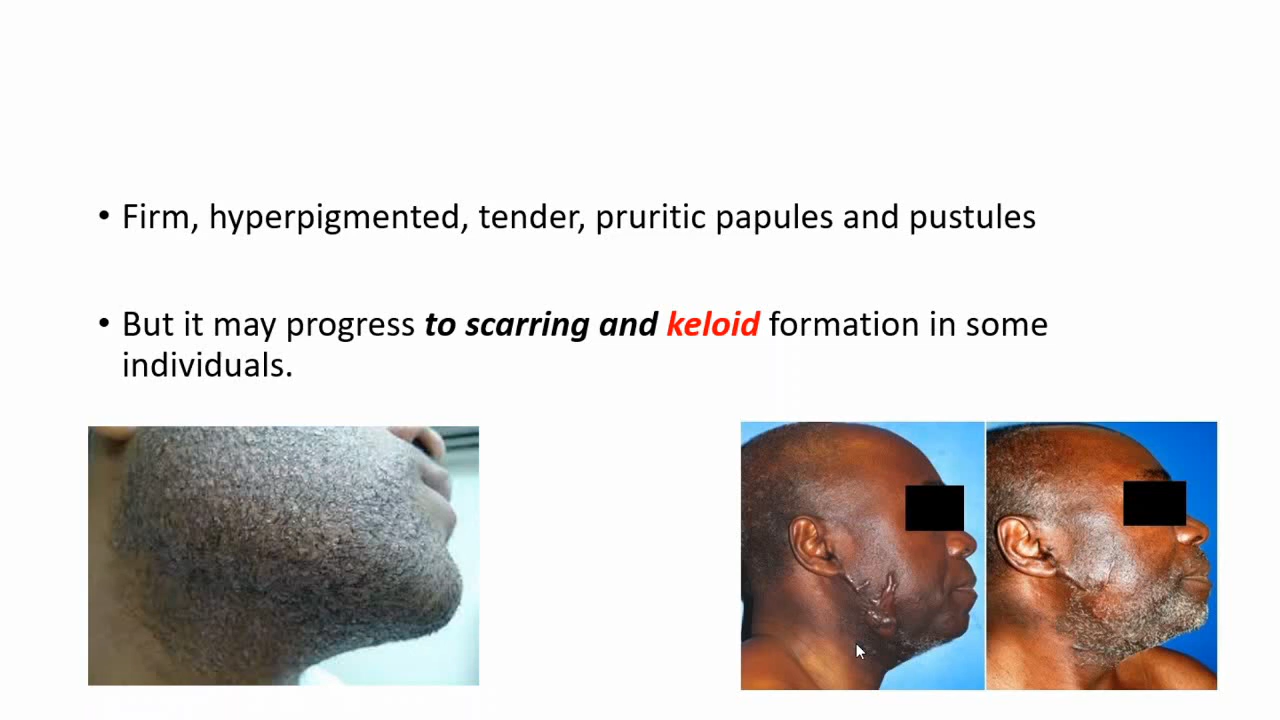 • Firm, hyperpigmented, tender, pruritic papules and pustules
• But it may progress to scarring and keloid formation in some
individuals.